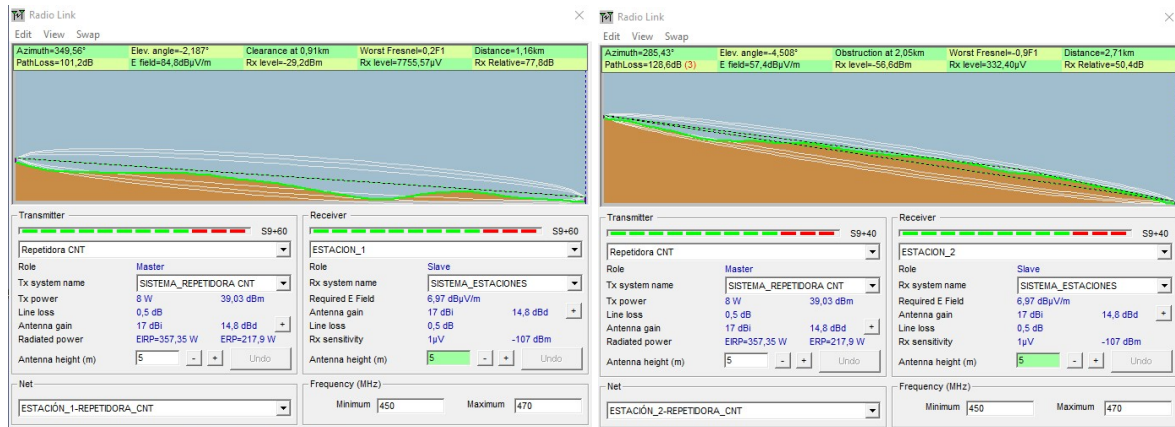 Radio Link
Edit View Swap
Azimuth=349,56° Elev. angle=-2,187° Clearance at 0,91km Worst Fresnel=0,2F1 Distance=1,16km
PathLoss=101,2dB E field=84,8dBμV/m Rx level=-29,2dBm Rx level=7755,57μV Rx Relative=77,8dB
Transmitter
S9+60
Repetidora CNT
Role Master
Tx system name SISTEMA_REPETIDORA CNT
Tx power 8 W 39,03 dBm
Line loss 0,5 dB
Antenna gain 17 dBi 14,8 dBd +
Radiated power EIRP=357,35 W ERP=217,9 W
Antenna height (m) 5 - + Undo
Receiver
S9+60
ESTACION_1
Role Slave
Rx system name SISTEMA_ESTACIONES
Required E Field 6,97 dBμV/m
Antenna gain 17 dBi 14,8 dBd +
Line loss 0,5 dB
Rx sensitivity 1μV -107 dBm
Antenna height (m) 5 - + Undo
Net
ESTACIÓN_1-REPETIDORA_CNT
Frequency (MHz)
Minimum 450 Maximum 470
Radio Link
Edit View Swap
Azimuth=285,43° Elev. angle=-4,508° Obstruction at 2,05km Worst Fresnel=-0,9F1 Distance=2,71km
PathLoss=128,6dB (3) E field=57,4dBμV/m Rx level=-56,6dBm Rx level=332,40μV Rx Relative=50,4dB
Transmitter
S9+40
Repetidora CNT
Role Master
Tx system name SISTEMA_REPETIDORA CNT
Tx power 8 W 39,03 dBm
Line loss 0,5 dB
Antenna gain 17 dBi 14,8 dBd +
Radiated power EIRP=357,35 W ERP=217,9 W
Antenna height (m) 5 - + Undo
Receiver
S9+40
ESTACION_2
Role Slave
Rx system name SISTEMA_ESTACIONES
Required E Field 6,97 dBμV/m
Antenna gain 17 dBi 14,8 dBd +
Line loss 0,5 dB
Rx sensitivity 1μV -107 dBm
Antenna height (m) 5 - + Undo
Net
ESTACIÓN_2-REPETIDORA_CNT
Frequency (MHz)
Minimum 450 Maximum 470